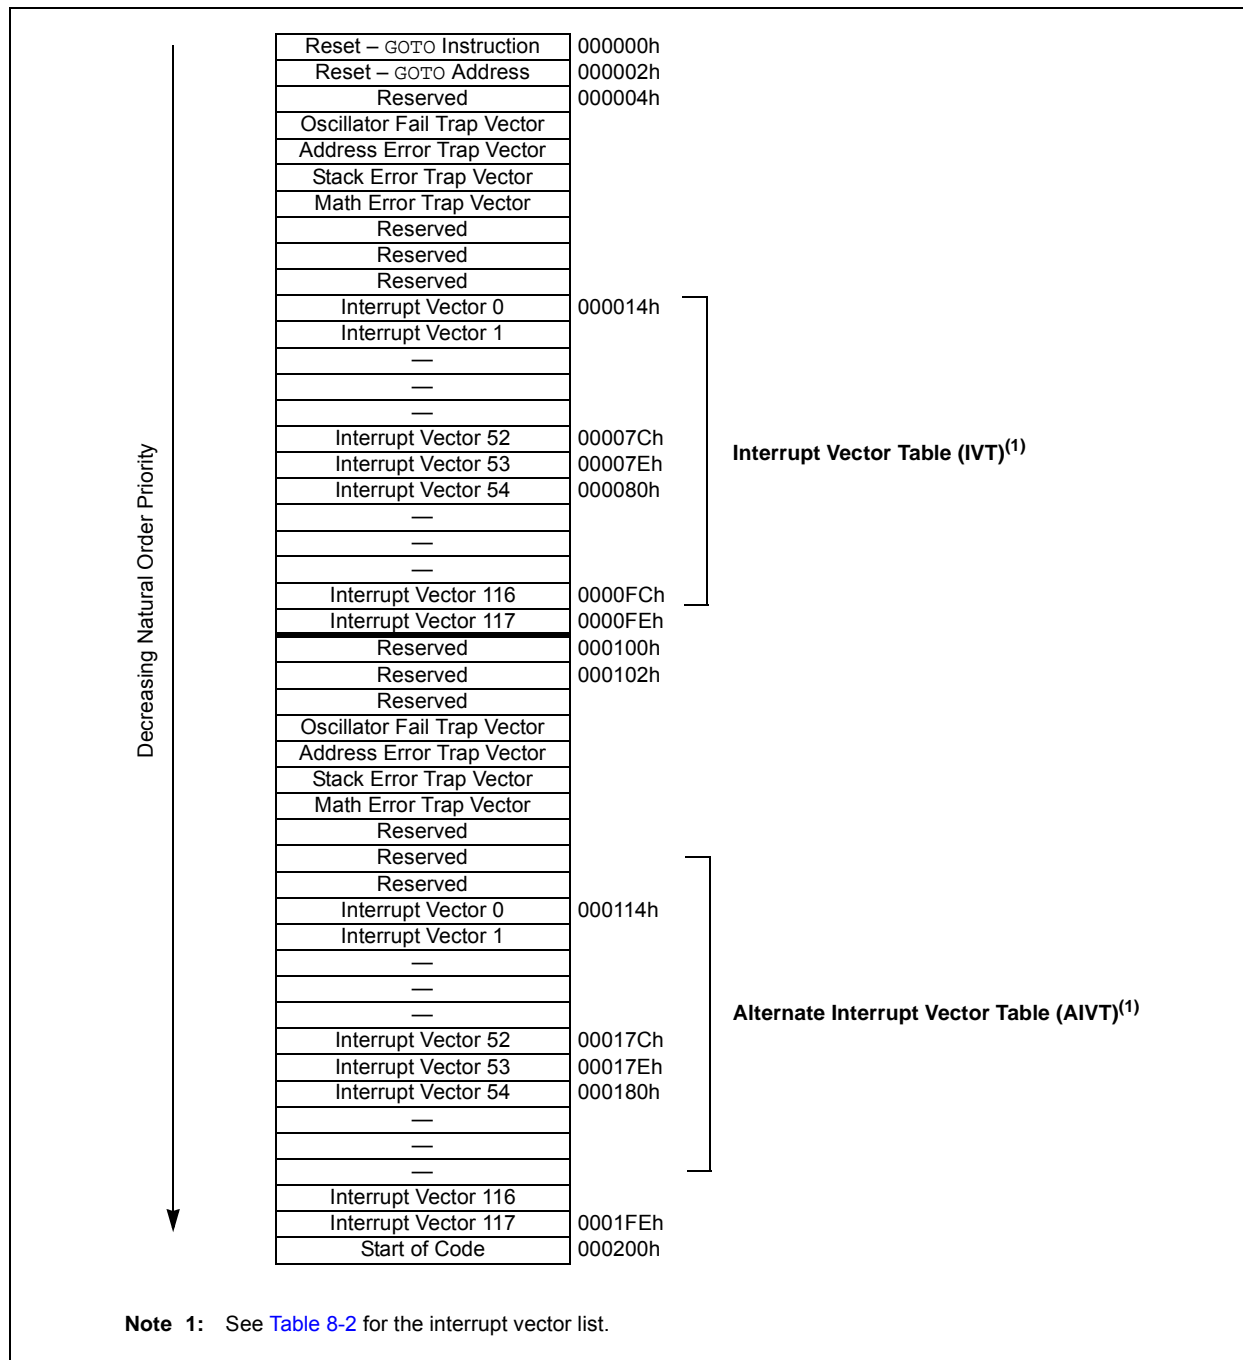 Decreasing Natural Order Priority
Reset – GOTO Instruction 000000h
Reset – GOTO Address 000002h
Reserved 000004h
Oscillator Fail Trap Vector
Address Error Trap Vector
Stack Error Trap Vector
Math Error Trap Vector
Reserved
Reserved
Reserved
Interrupt Vector 0 000014h
Interrupt Vector 1
—
—
—
Interrupt Vector 52 00007Ch
Interrupt Vector Table (IVT)(1)
Interrupt Vector 53 00007Eh
Interrupt Vector 54 000080h
—
—
—
Interrupt Vector 116 0000FCh
Interrupt Vector 117 0000FEh
Reserved 000100h
Reserved 000102h
Reserved
Oscillator Fail Trap Vector
Address Error Trap Vector
Stack Error Trap Vector
Math Error Trap Vector
Reserved
Reserved
Reserved
Interrupt Vector 0 000114h
Interrupt Vector 1
—
—
—
Alternate Interrupt Vector Table (AIVT)(1)
Interrupt Vector 52 00017Ch
Interrupt Vector 53 00017Eh
Interrupt Vector 54 000180h
—
—
—
Interrupt Vector 116
Interrupt Vector 117 0001FEh
Start of Code 000200h
Note 1: See Table 8-2 for the interrupt vector list.